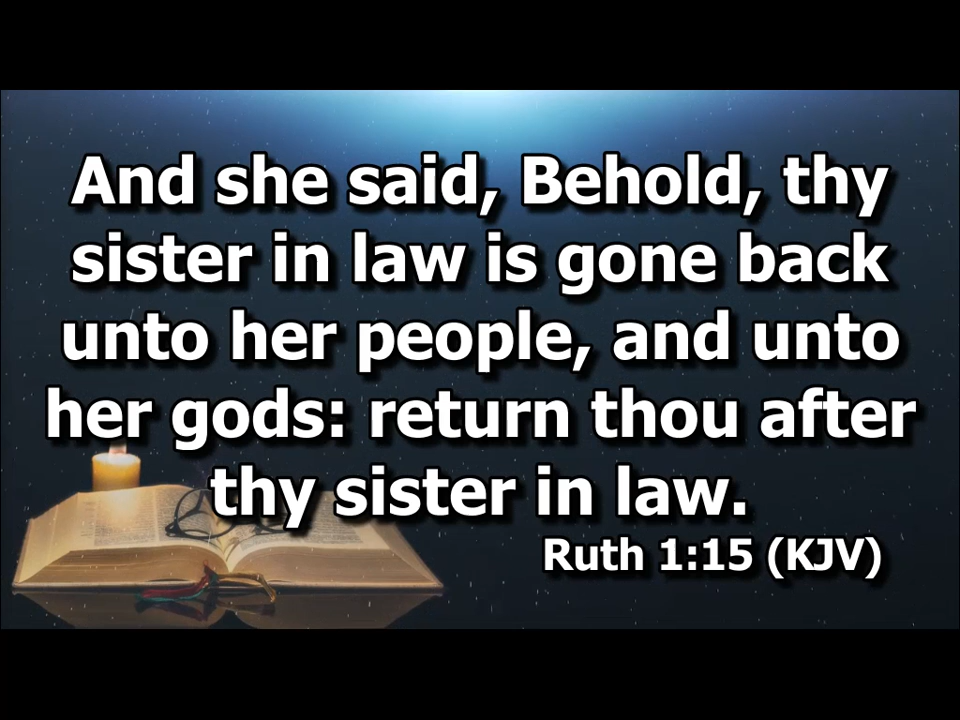 And she said, Behold, thy
sister in law is gone back
unto her people, and unto
her gods: return thou after
thy sister in law.
Ruth 1:15 (KJV)